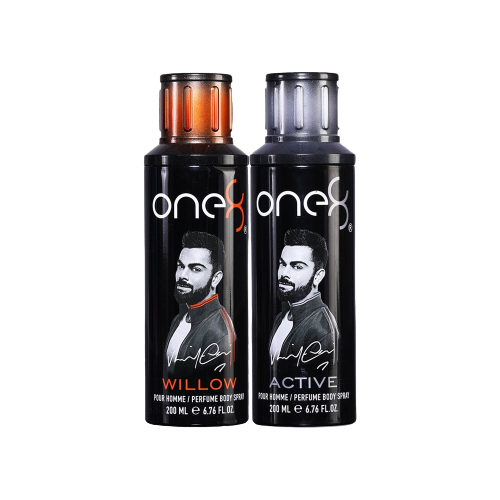 one8
®
WILLOW
POUR HOMME / PERFUME BODY SPRAY
200 ML ℮ 6.76 FL.OZ.
one8
®
ACTIVE
POUR HOMME / PERFUME BODY SPRAY
200 ML ℮ 6.76 FL.OZ.